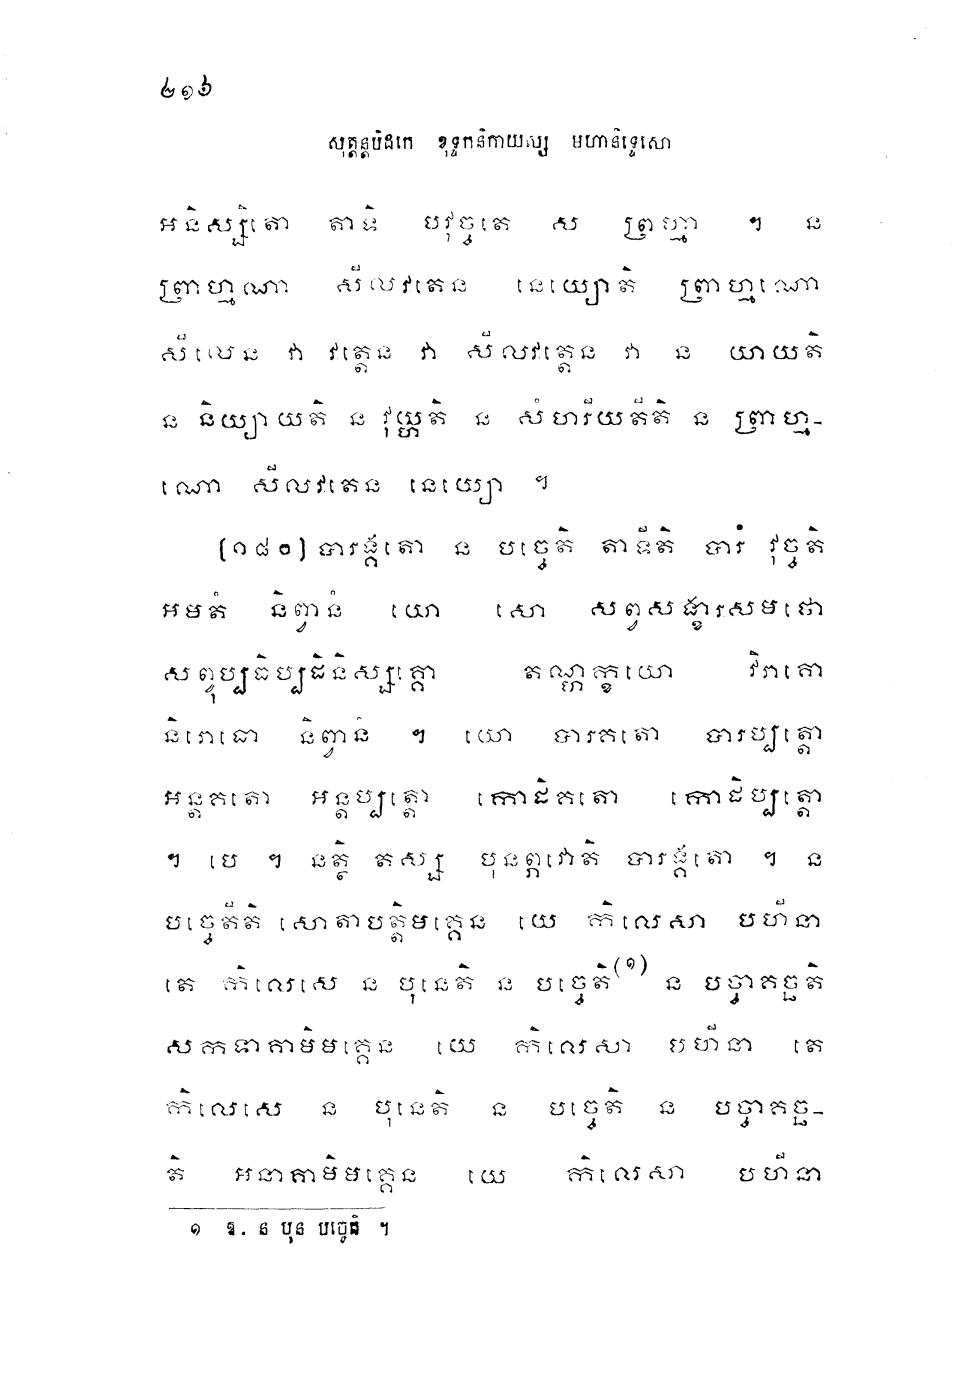 ២១៦
សុត្តន្តបិដកេ ខុទ្ទកនិកាយស្ស មហានិទ្ទេសោ
អនិស្សិតោ តាទិ បវុច្ចតេ ស ព្រហ្មា ។ ន
ព្រាហ្មណោ សីលវតេន នេយ្យោតិ ព្រាហ្មណោ
សីលេន វា វត្តេន វា សីលវត្តេន វា ន យាយតិ
ន និយ្យាយតិ ន វុយ្ហតិ ន សំហរីយតីតិ ន ព្រាហ្ម-
ណោ សីលវតេន នេយ្យោ ។
[១៨០] បារង្គតោ ន បច្ចេតិ តាទីតិ បារំ វុច្ចតិ
អមតំ និព្វានំ យោ សោ សព្វសង្ខារសមថោ
សព្វុប្បធិប្បដិនិស្សគ្គោ តណ្ហក្ខយោ វិរាគោ
និរោធោ និព្វានំ ។ យោ បារគតោ បារប្បត្តោ
អន្តគតោ អន្តប្បត្តោ កោដិគតោ កោដិប្បត្តោ
។ បេ ។ នត្ថិ តស្ស បុនព្ភវោតិ បារង្គតោ ។ ន
បច្ចេតីតិ សោតាបត្តិមគ្គេន យេ កិលេសា បហីនា
តេ កិលេសេ ន បុនេតិ ន បច្ចេតិ(១) ន បច្ចាគច្ឆតិ
សកទាគាមិមគ្គេន យេ កិលេសា បហីនា តេ
កិលេសេ ន បុនេតិ ន បច្ចេតិ ន បច្ចាគច្ឆ-
តិ អនាគាមិមគ្គេន យេ កិលេសា បហីនា
១ ឱ. ន បុន បច្ចេតិ ។